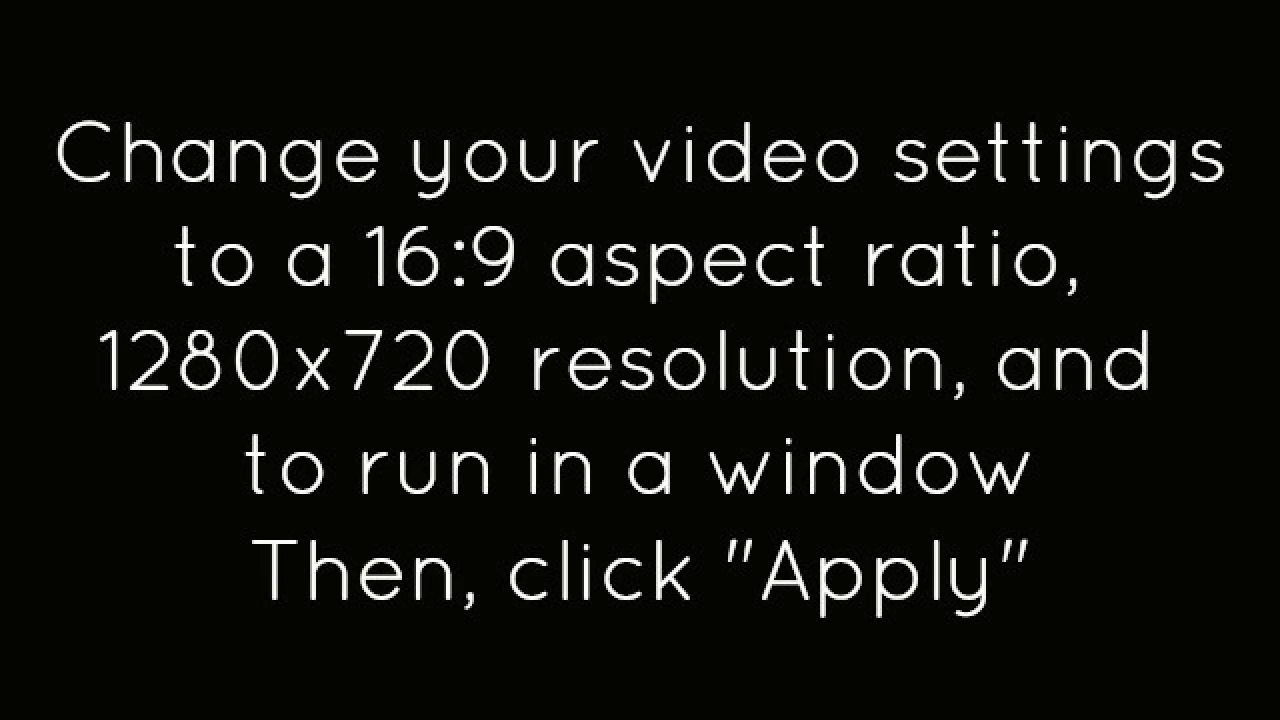 Change your video settings
to a 16:9 aspect ratio,
1280x720 resolution, and
to run in a window
Then, click "Apply"